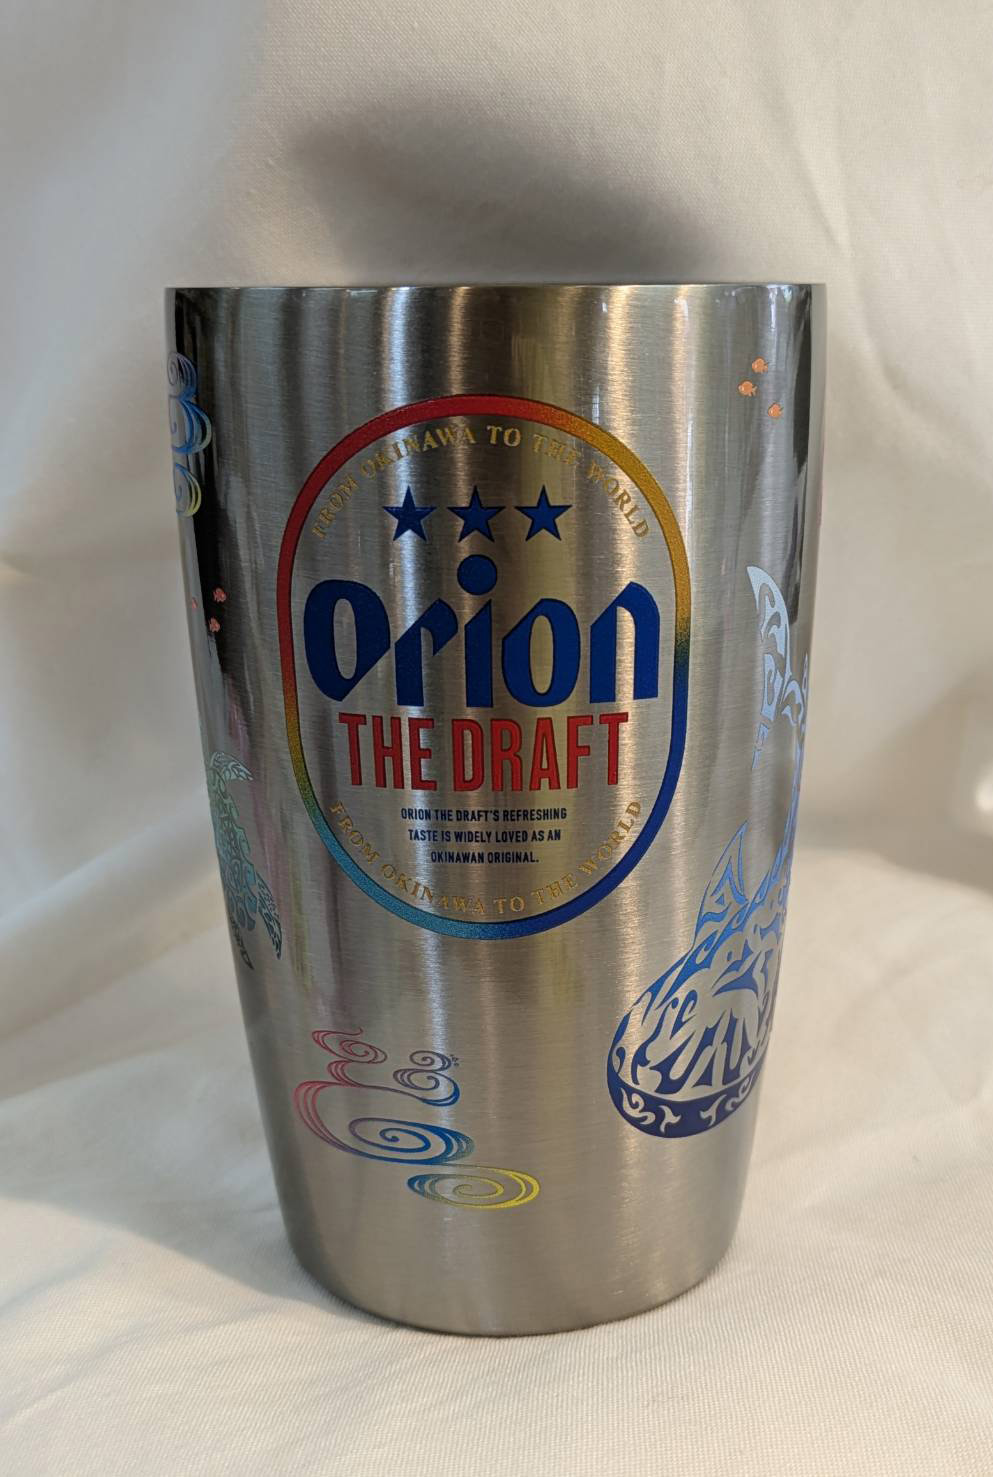 FROM OKINAWA TO THE WORLD
Orion
THE DRAFT
ORION THE DRAFT'S REFRESHING
TASTE IS WIDELY LOVED AS AN
OKINAWAN ORIGINAL.
FROM OKINAWA TO THE WORLD